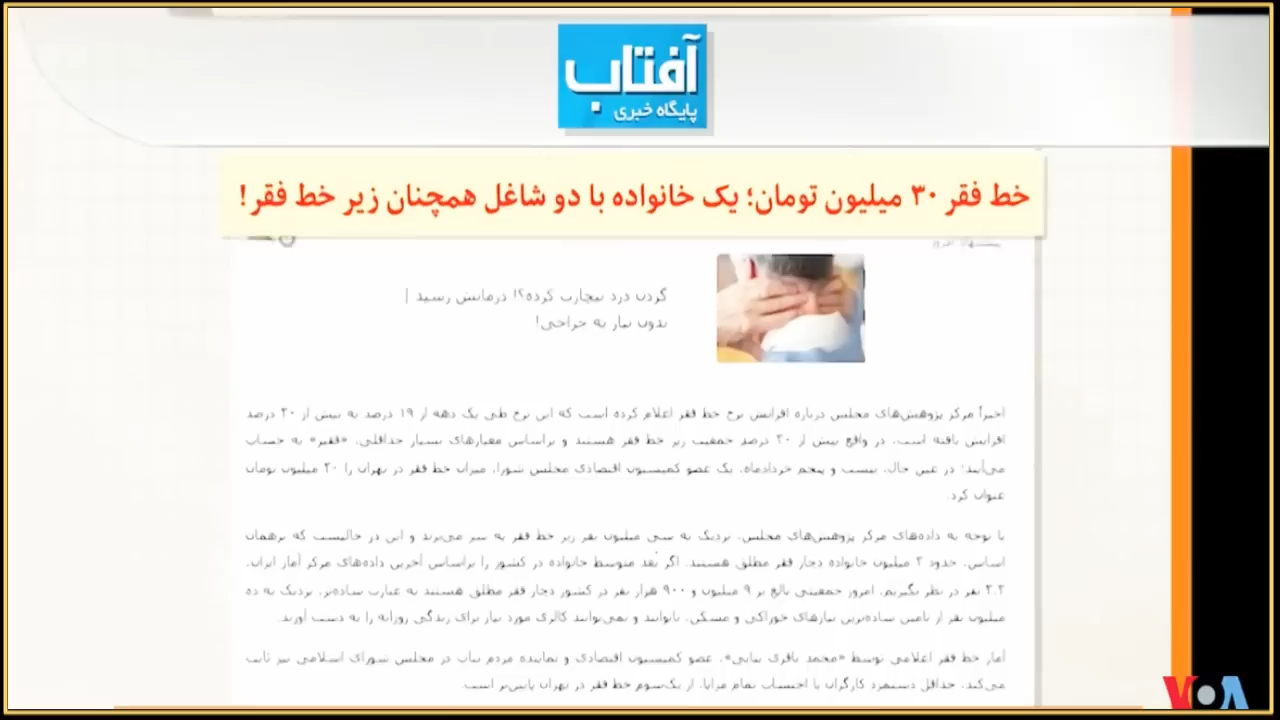 آفتاب
پایگاه خبری
خط فقر ۳۰ میلیون تومان؛ یک خانواده با دو شاغل همچنان زیر خط فقر!
گردن درد بیچارت کرده؟! درمانش رسید |
بدون نیاز به جراحی!
اخیراً مرکز پژوهش‌های مجلس درباره افزایش نرخ خط فقر اعلام کرده است که این نرخ طی یک دهه از ۱۹ درصد به بیش از ۳۰ درصد
افزایش یافته است. در واقع بیش از ۳۰ درصد جمعیت زیر خط فقر هستند و براساس معیارهای بسیار حداقلی، «فقیر» به حساب
می‌آیند؛ در عین حال، بیست و پنجم خردادماه، یک عضو کمیسیون اقتصادی مجلس شورا، میزان خط فقر در تهران را ۳۰ میلیون تومان
عنوان کرد.
با توجه به داده‌های مرکز پژوهش‌های مجلس، نزدیک به سی میلیون نفر زیر خط فقر به سر می‌برند و این در حالیست که برهمان
اساس، حدود ۳ میلیون خانواده دچار فقر مطلق هستند. اگر بُعد متوسط خانواده در کشور را براساس آخرین داده‌های مرکز آمار ایران،
۳.۳ نفر در نظر بگیریم، امروز جمعیتی بالغ بر ۹ میلیون و ۹۰۰ هزار نفر در کشور دچار فقر مطلق هستند به عبارت ساده‌تر، نزدیک به ده
میلیون نفر از تامین ساده‌ترین نیازهای خوراکی و مسکن، ناتوانند و نمی‌توانند کالری مورد نیاز برای زندگی روزانه را به دست آورند.
آمار خط فقر اعلامی توسط «محمد باقری بنابی»، عضو کمیسیون اقتصادی و نماینده مردم بناب در مجلس شورای اسلامی نیز ثابت
می‌کند، حداقل دستمزد کارگران با احتساب تمام مزایا، از یک‌سوم خط فقر در تهران پایین‌تر است.
VOA